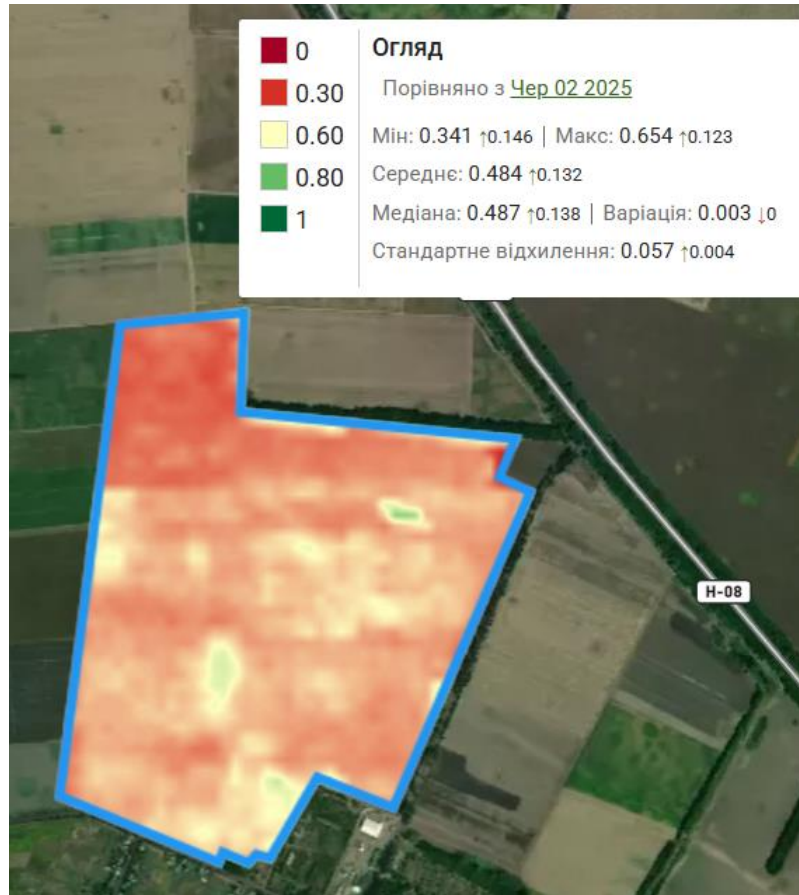 0
0.30
0.60
0.80
1
Огляд
Порівняно з Чер 02 2025
Мін: 0.341 ↑0.146 | Макс: 0.654 ↑0.123
Середнє: 0.484 ↑0.132
Медіана: 0.487 ↑0.138 | Варіація: 0.003 ↓0
Стандартне відхилення: 0.057 ↑0.004
Н-08